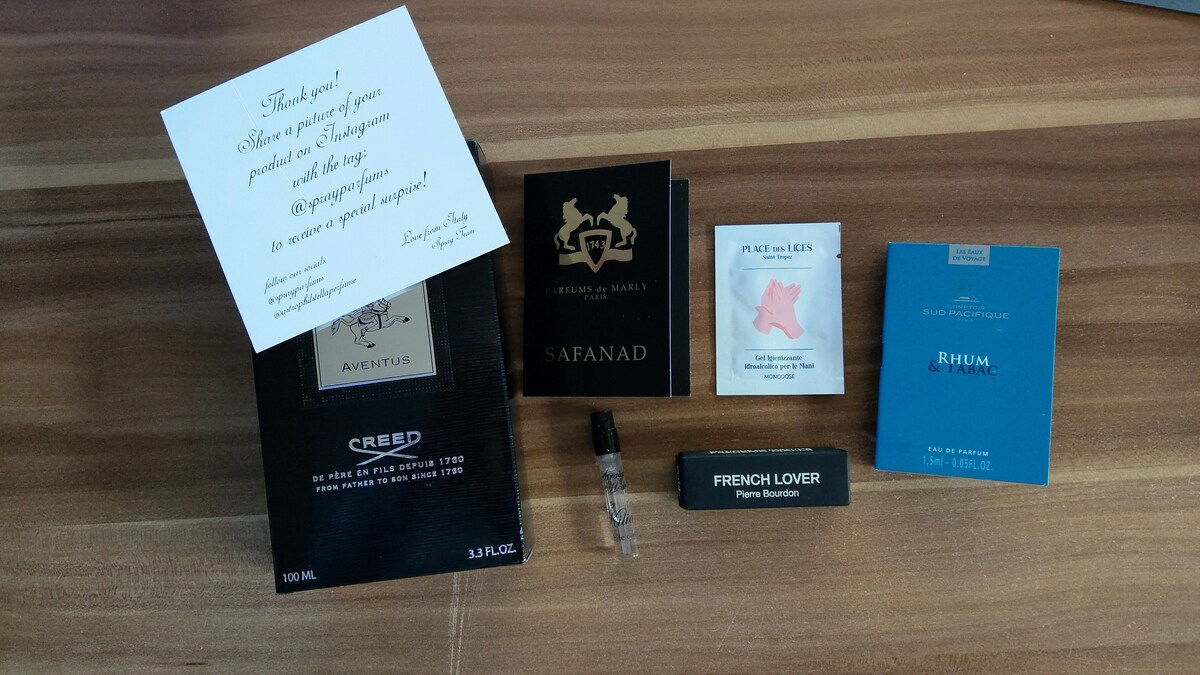 Thank you!
Share a picture of your
product on Instagram
with the tag:
@sprayparfums
to receive a special surprise!
Love from Italy
Spray Team
follow our socials
@sprayparfums
@astrophilstellaperfume
AVENTUS
CREED
DE PÈRE EN FILS DEPUIS 1760
FROM FATHER TO SON SINCE 1760
100 ML
3.3 FL.OZ.
1743
PARFUMS de MARLY
PARIS
SAFANAD
PLACE DES LICES
Saint Tropez
Gel Igienizzante
Idroalcolico per le Mani
MONODOSE
FRENCH LOVER
Pierre Bourdon
LES EAUX
DE VOYAGE
COMPTOIR
SUD PACIFIQUE
PARIS
RHUM
& TABAC
EAU DE PARFUM
1,5ml - 0.05FL.OZ.